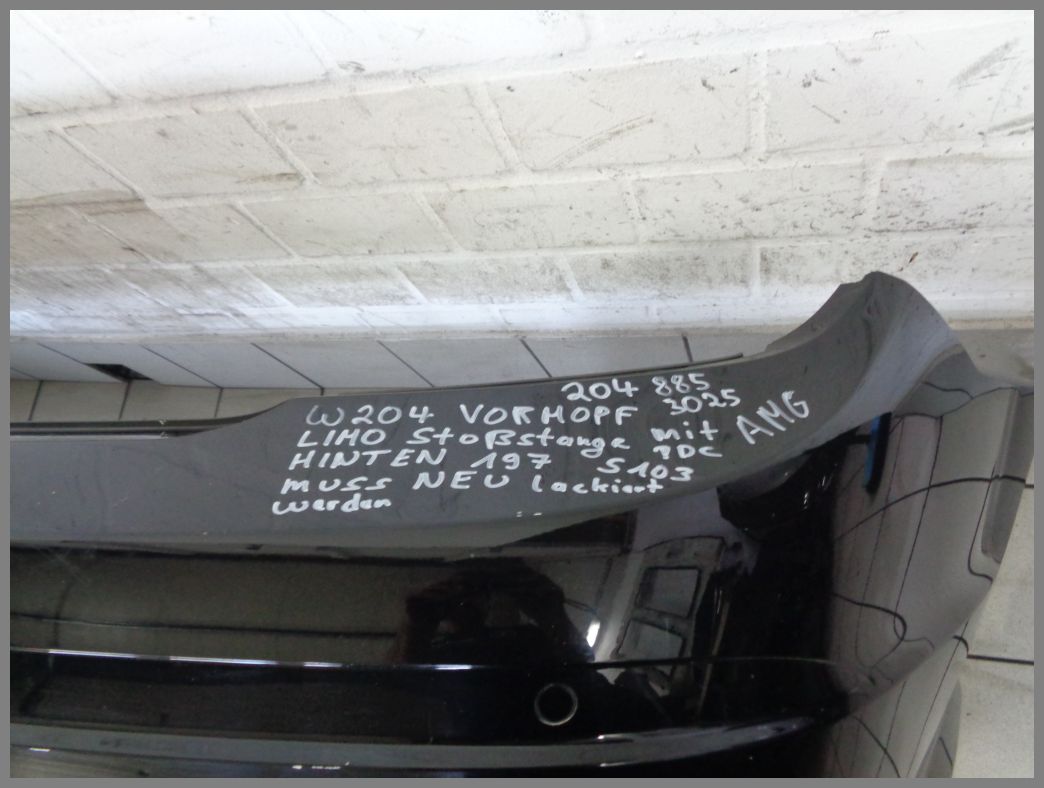 204 885
W204 VORMOPF 3025
LIMO Stoßstange mit AMG
HINTEN 197 PDC
MUSS NEU lackiert S103
werden